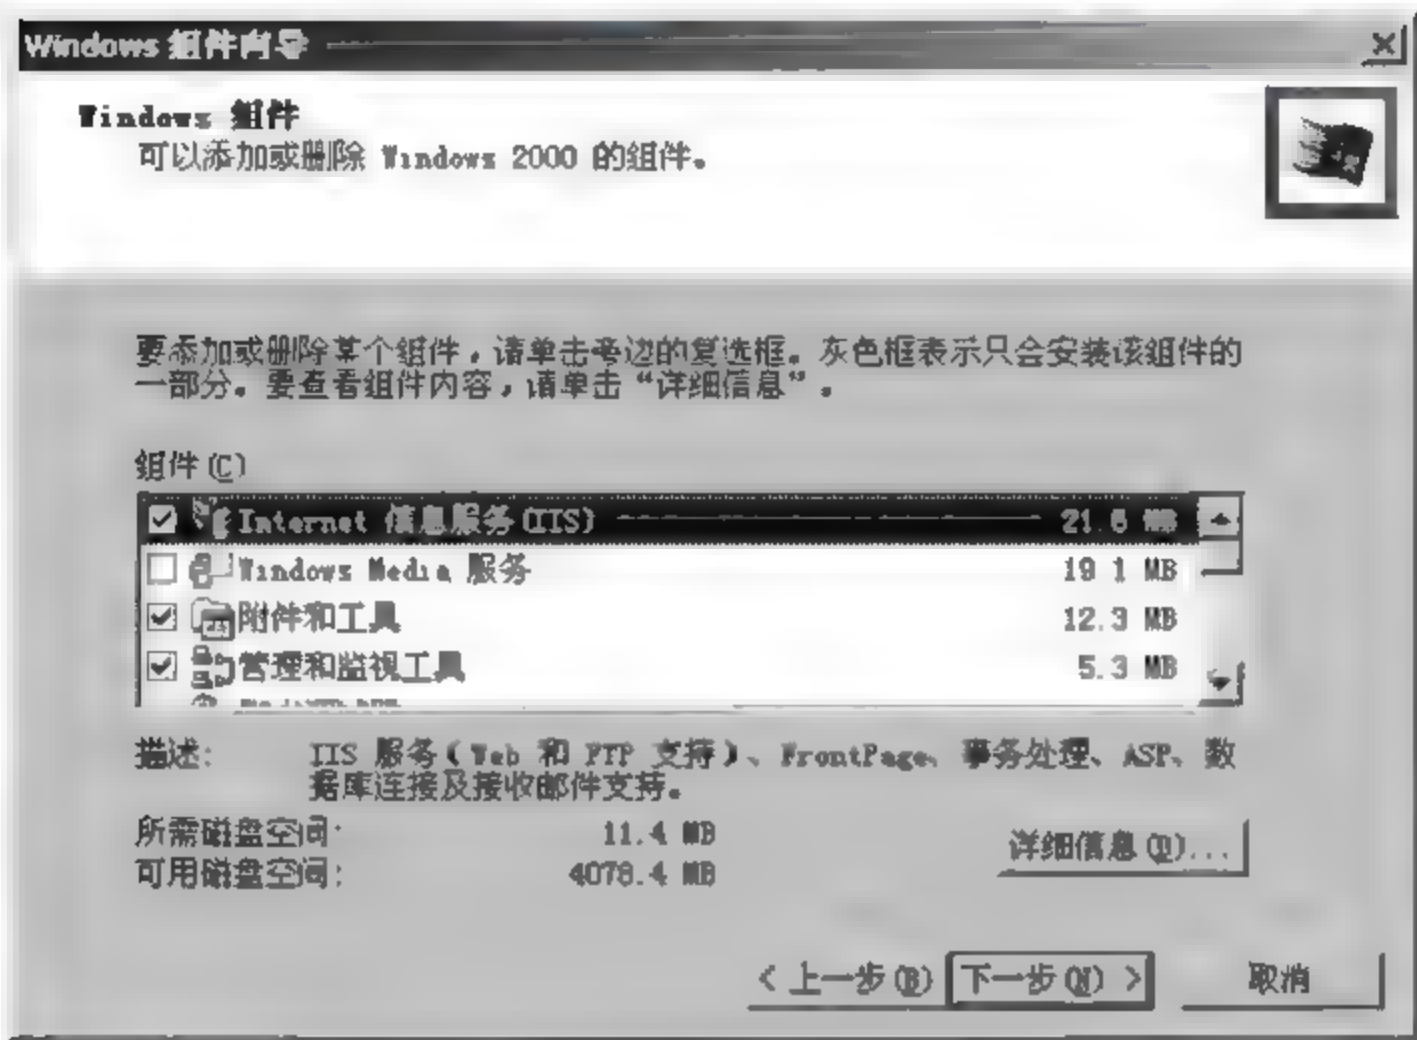 Windows 组件向导
Windows 组件
可以添加或删除 Windows 2000 的组件。
要添加或删除某个组件，请单击旁边的复选框。灰色框表示只会安装该组件的
一部分。要查看组件内容，请单击“详细信息”。
组件(C)
Internet 信息服务(IIS) 21.6 MB
Windows Media 服务 19.1 MB
附件和工具 12.3 MB
管理和监视工具 5.3 MB
描述: IIS 服务(Web 和 FTP 支持)、FrontPage、事务处理、ASP、数
据库连接及接收邮件支持。
所需磁盘空间: 11.4 MB
可用磁盘空间: 4078.4 MB
详细信息(D)...
< 上一步(B) 下一步(N) > 取消